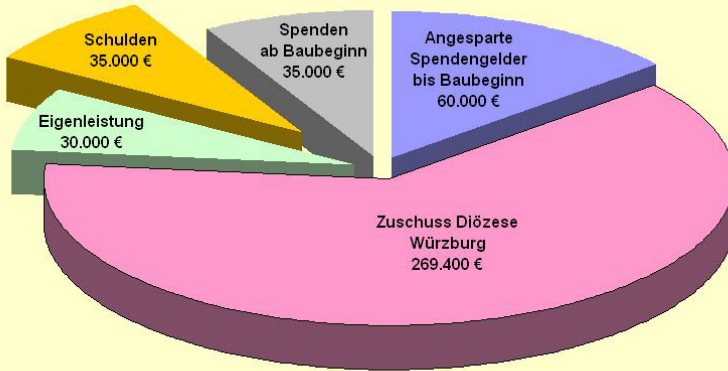 Schulden
35.000 €
Spenden
ab Baubeginn
35.000 €
Angesparte
Spendengelder
bis Baubeginn
60.000 €
Eigenleistung
30.000 €
Zuschuss Diözese
Würzburg
269.400 €